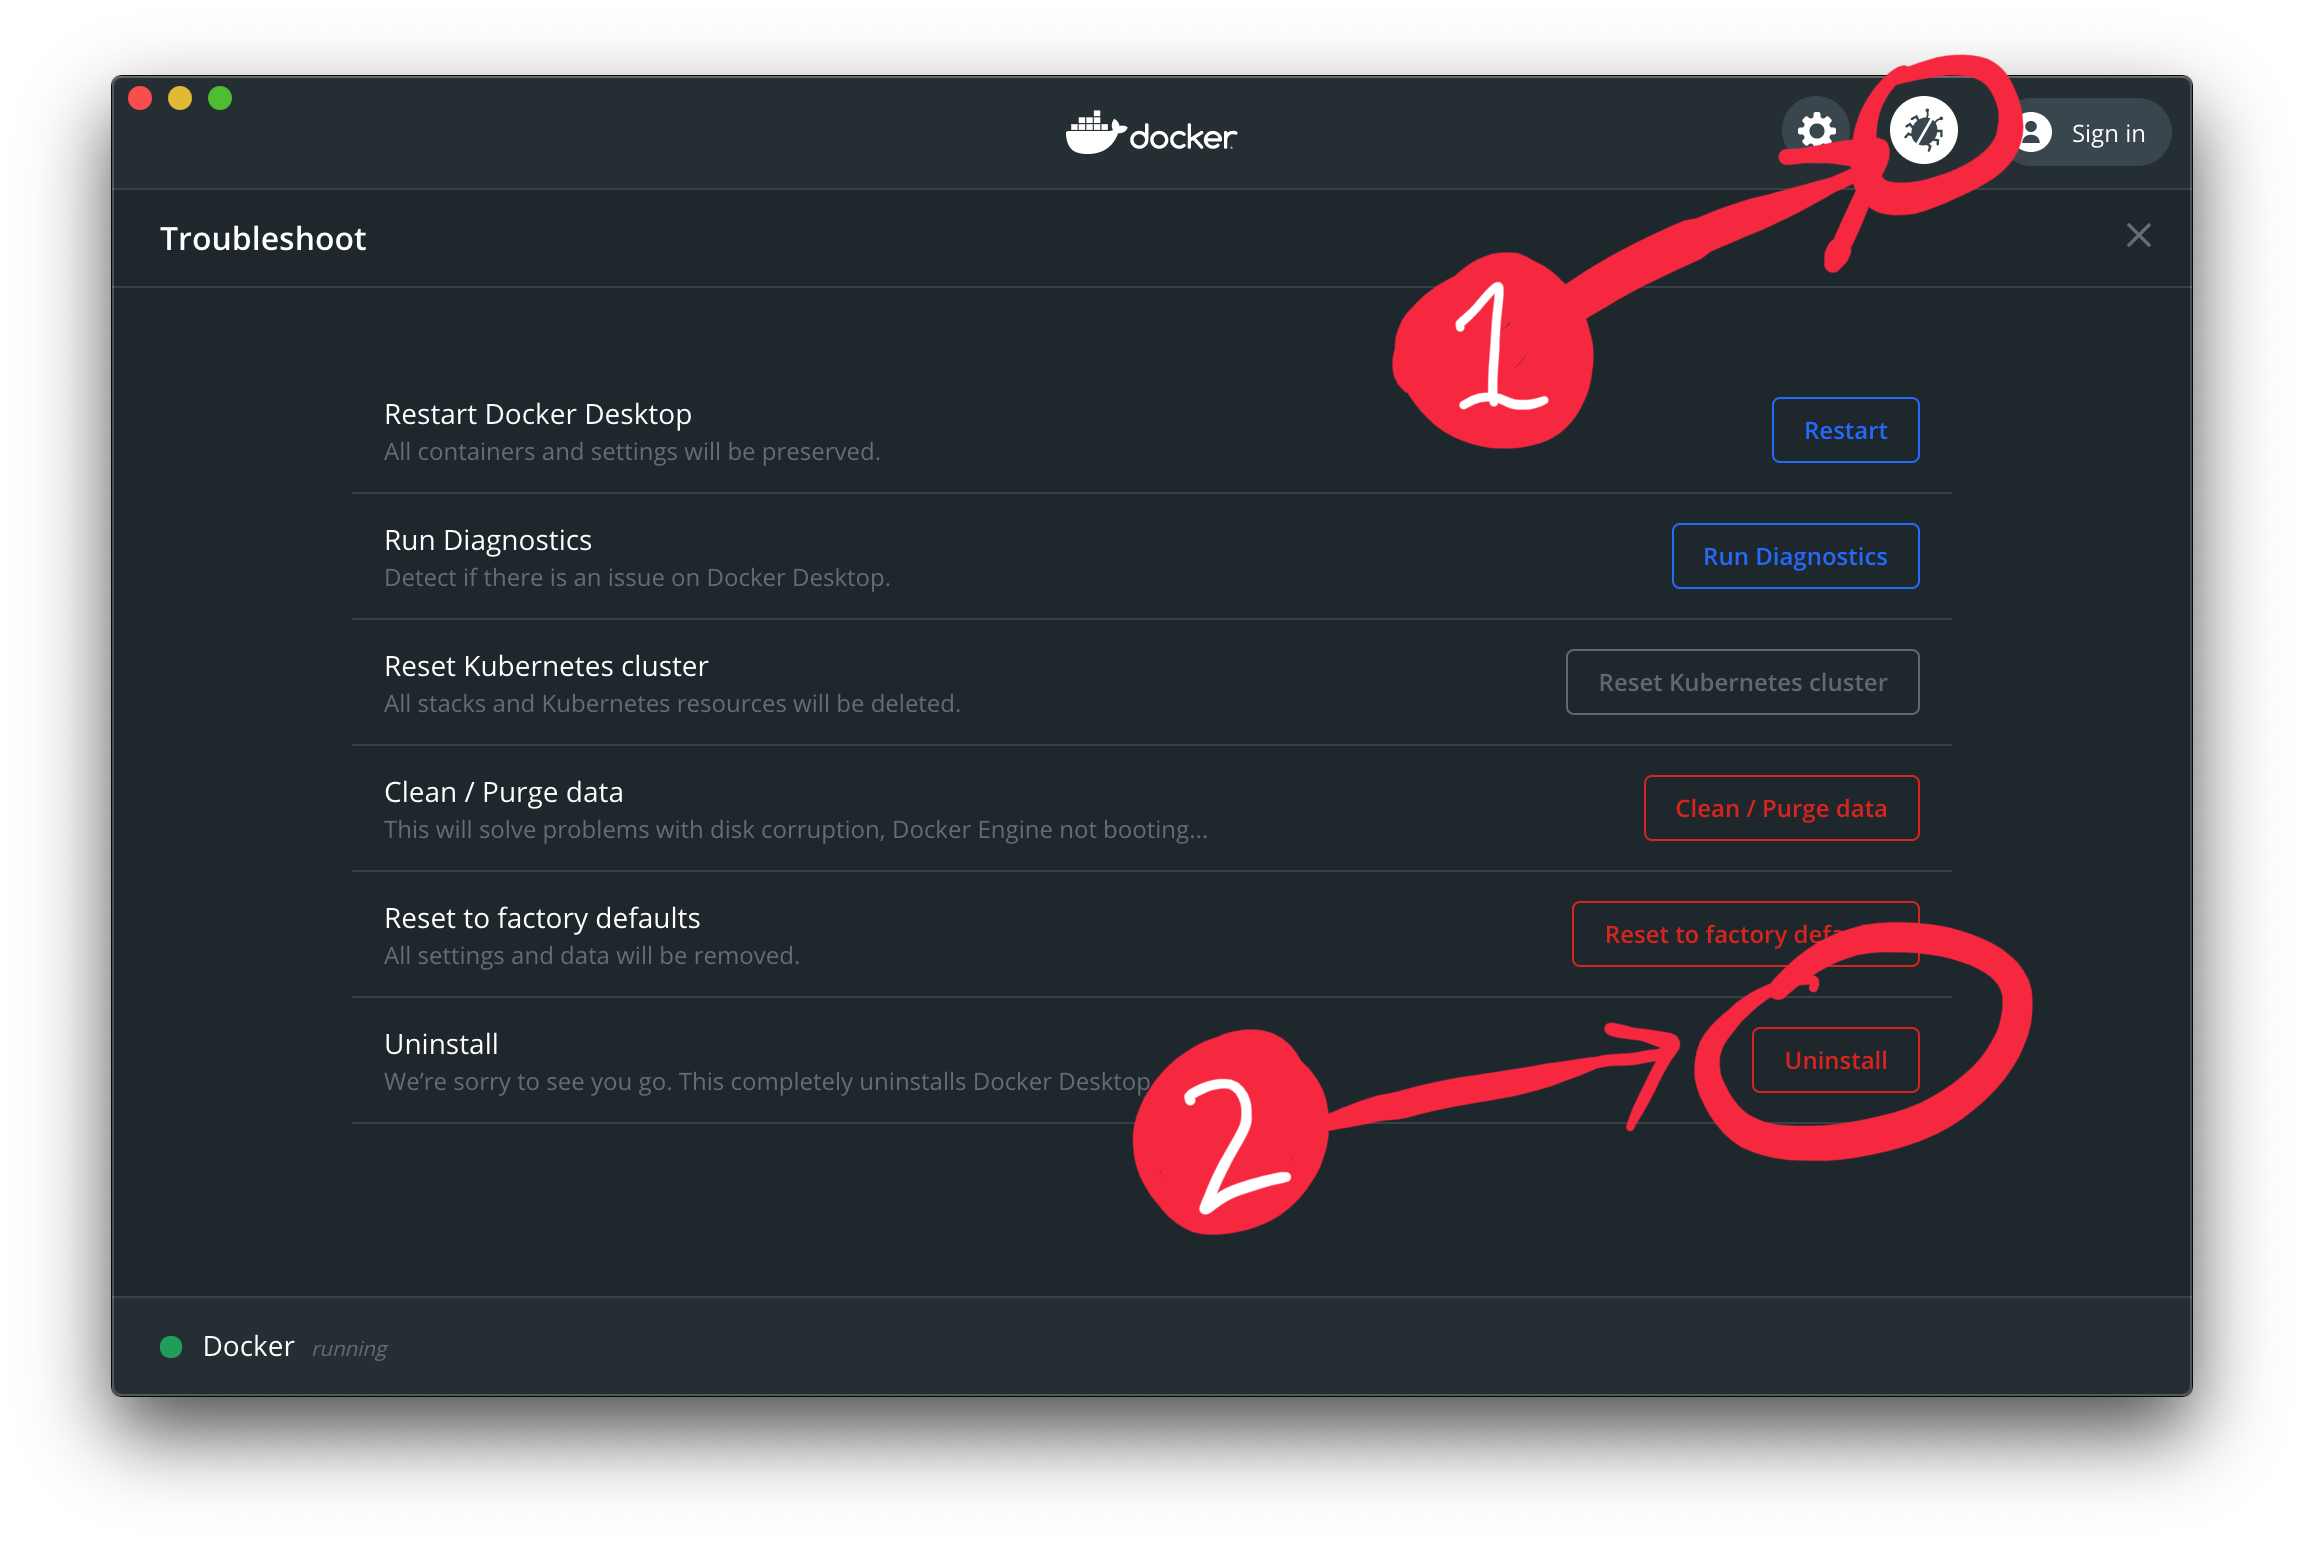 docker
Sign in
Troubleshoot
1
Restart Docker Desktop
All containers and settings will be preserved.
Restart
Run Diagnostics
Detect if there is an issue on Docker Desktop.
Run Diagnostics
Reset Kubernetes cluster
All stacks and Kubernetes resources will be deleted.
Reset Kubernetes cluster
Clean / Purge data
This will solve problems with disk corruption, Docker Engine not booting...
Clean / Purge data
Reset to factory defaults
All settings and data will be removed.
Reset to factory
Uninstall
We’re sorry to see you go. This completely uninstalls Docker Desktop
Uninstall
2
Docker running